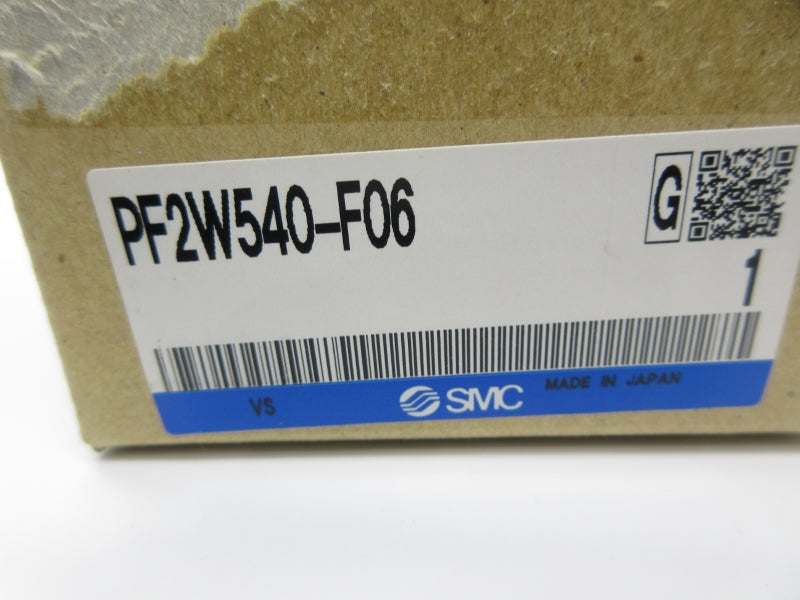 PF2W540-F06
G
1
VS
SMC
MADE IN JAPAN